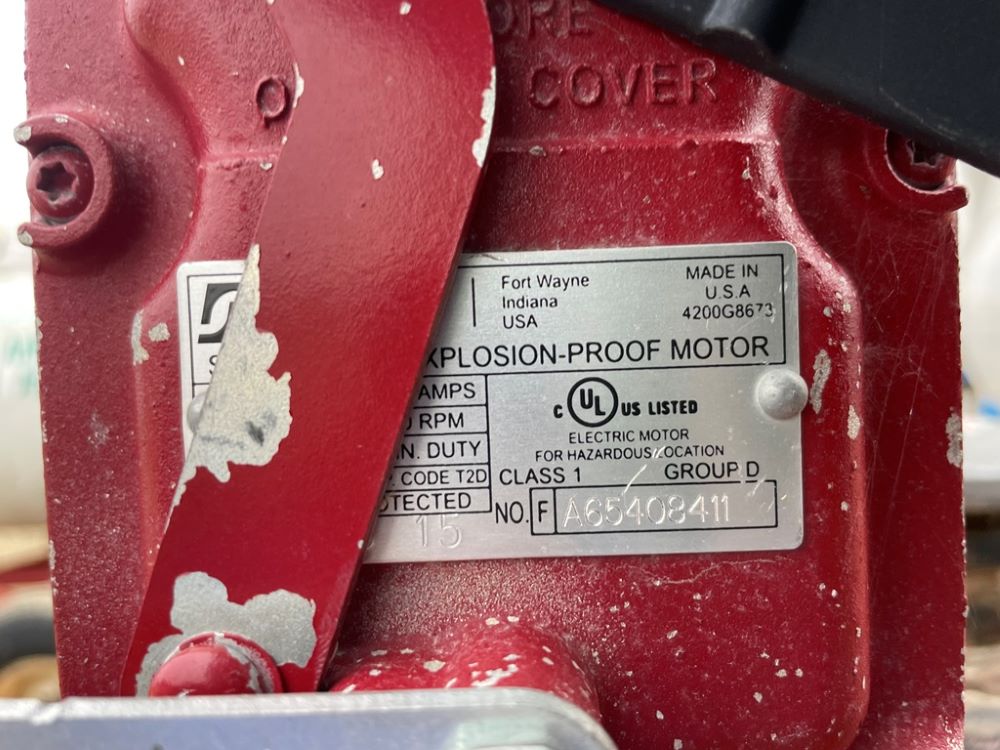 COVER
Fort Wayne
Indiana
USA
MADE IN
U.S.A
4200G8673
XPLOSION-PROOF MOTOR
AMPS
RPM
N. DUTY
CODE T2D
OTECTED
15
C UL US LISTED
ELECTRIC MOTOR
FOR HAZARDOUS LOCATION
CLASS 1 GROUP D
NO. F A65408411